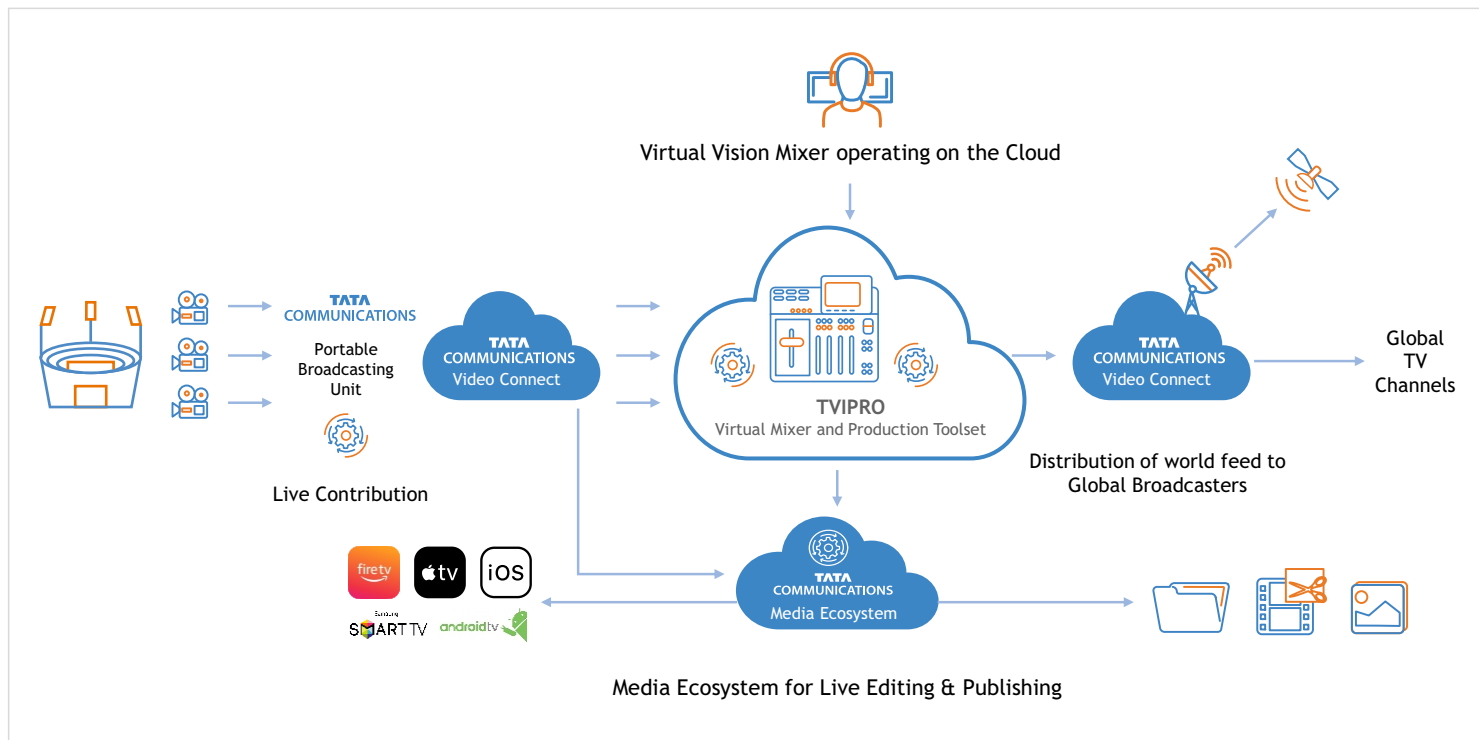 Virtual Vision Mixer operating on the Cloud
TATA
COMMUNICATIONS
Portable
Broadcasting
Unit
Live Contribution
TATA
COMMUNICATIONS
Video Connect
TVIPRO
Virtual Mixer and Production Toolset
TATA
COMMUNICATIONS
Video Connect
Global
TV
Channels
Distribution of world feed to
Global Broadcasters
fire tv
tv
iOS
Samsung
SMART TV
androidtv
TATA
COMMUNICATIONS
Media Ecosystem
Media Ecosystem for Live Editing & Publishing